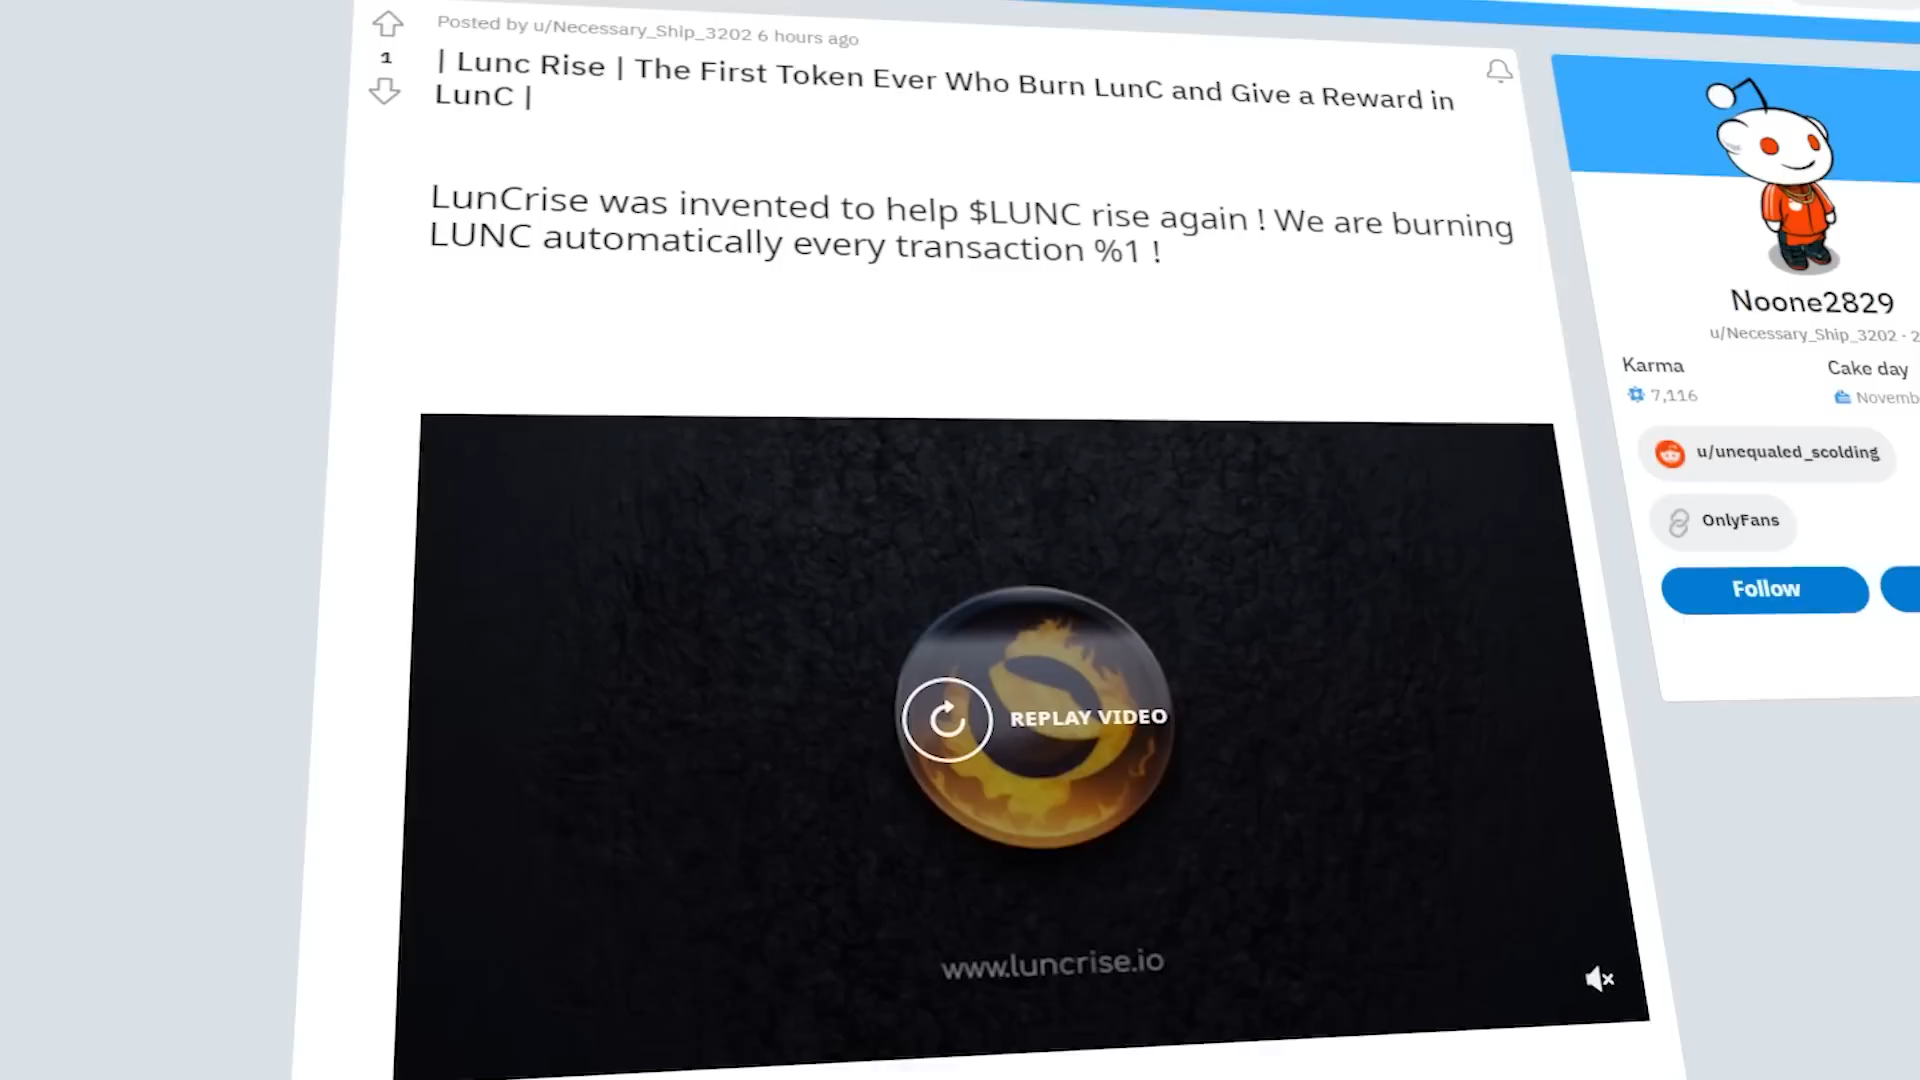 Posted by u/Necessary_Ship_3202 6 hours ago
1
| Lunc Rise | The First Token Ever Who Burn LunC and Give a Reward in
LunC |
LunCrise was invented to help $LUNC rise again ! We are burning
LUNC automatically every transaction %1 !
REPLAY VIDEO
www.luncrise.io
Noone2829
u/Necessary_Ship_3202 · 2
Karma
Cake day
7,116
Novemb
u/unequaled_scolding
OnlyFans
Follow